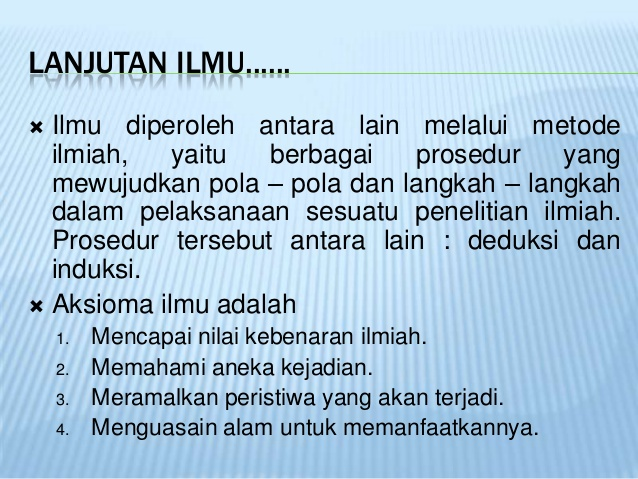 LANJUTAN ILMU......
× Ilmu diperoleh antara lain melalui metode
ilmiah, yaitu berbagai prosedur yang
mewujudkan pola – pola dan langkah – langkah
dalam pelaksanaan sesuatu penelitian ilmiah.
Prosedur tersebut antara lain : deduksi dan
induksi.
× Aksioma ilmu adalah
1. Mencapai nilai kebenaran ilmiah.
2. Memahami aneka kejadian.
3. Meramalkan peristiwa yang akan terjadi.
4. Menguasain alam untuk memanfaatkannya.